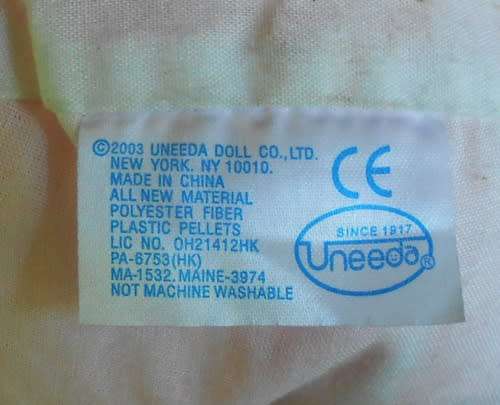 ©2003 UNEEDA DOLL CO.,LTD.
NEW YORK. NY 10010.
MADE IN CHINA
ALL NEW MATERIAL
POLYESTER FIBER
PLASTIC PELLETS
LIC NO. OH21412HK
PA-6753(HK)
MA-1532. MAINE-3974
NOT MACHINE WASHABLE
CE
SINCE 1917
Uneeda®